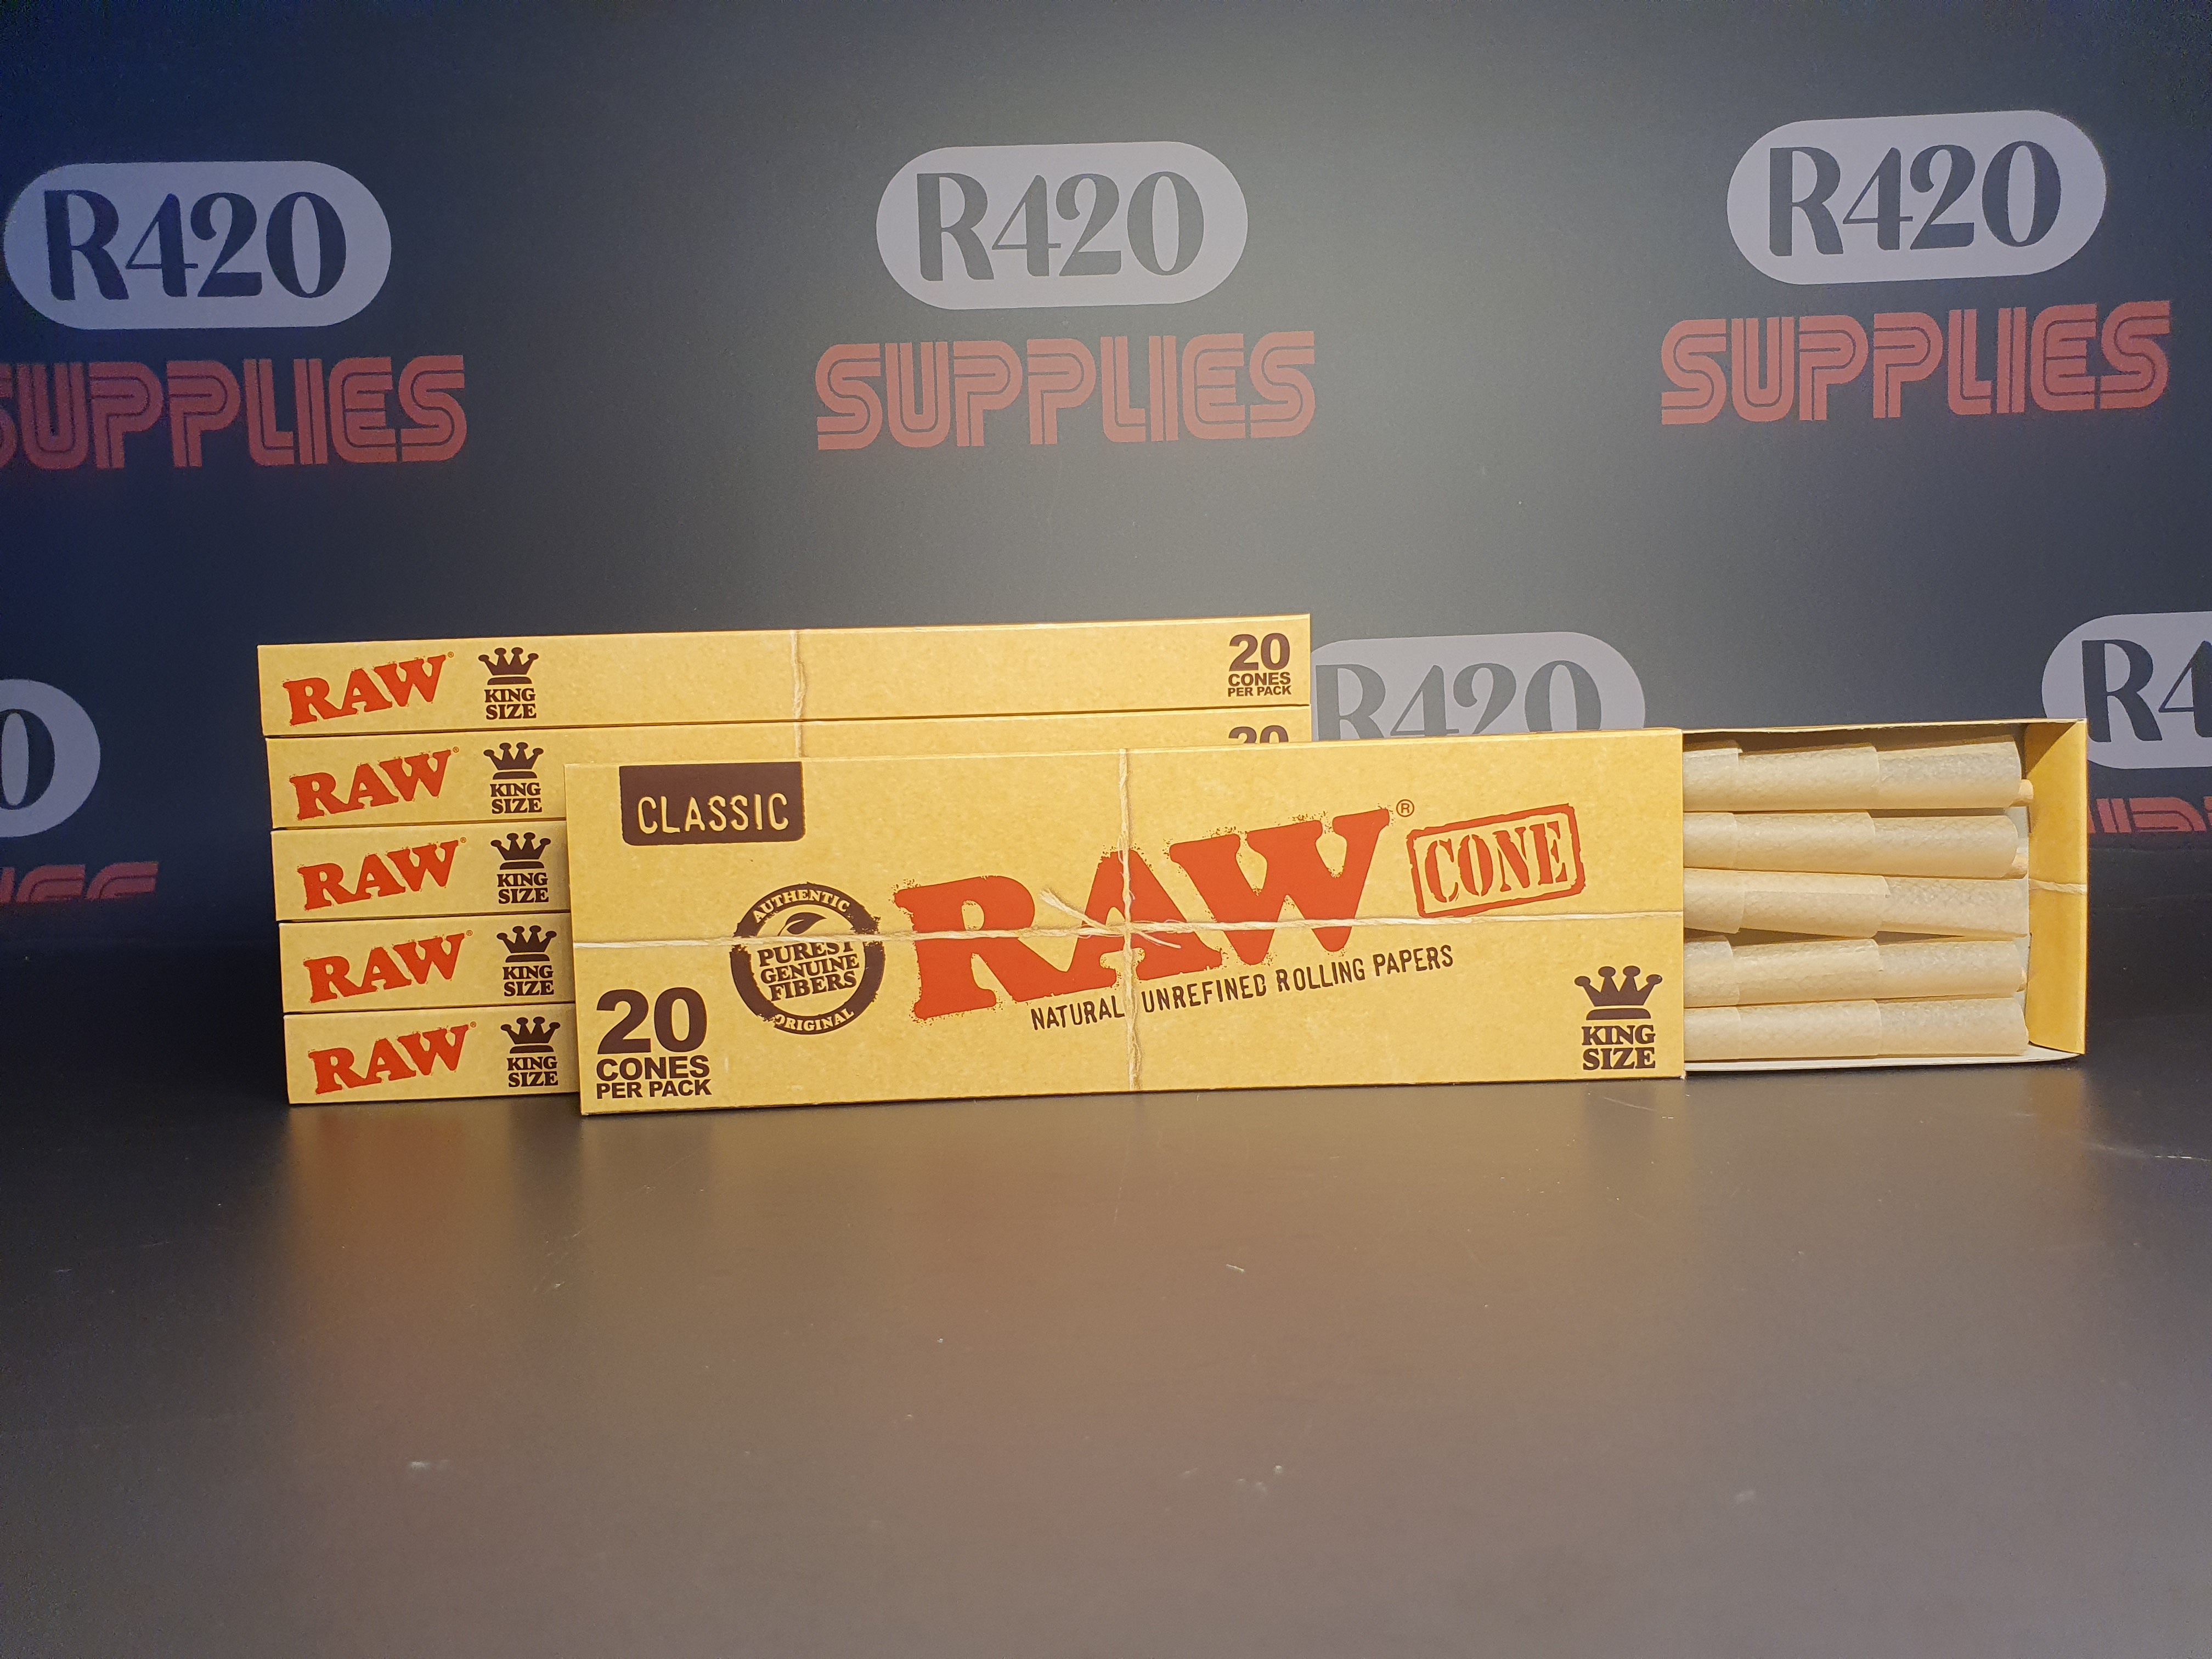 R420
SUPPLIES
R420
SUPPLIES
R420
SUPPLIES
R420
RAW®
KING
SIZE
20
CONES
PER PACK
RAW®
KING
SIZE
20
RAW®
KING
SIZE
RAW®
KING
SIZE
RAW®
KING
SIZE
CLASSIC
AUTHENTIC
PUREST
GENUINE
FIBERS
ORIGINAL
RAW®
CONE
NATURAL UNREFINED ROLLING PAPERS
20
CONES
PER PACK
KING
SIZE